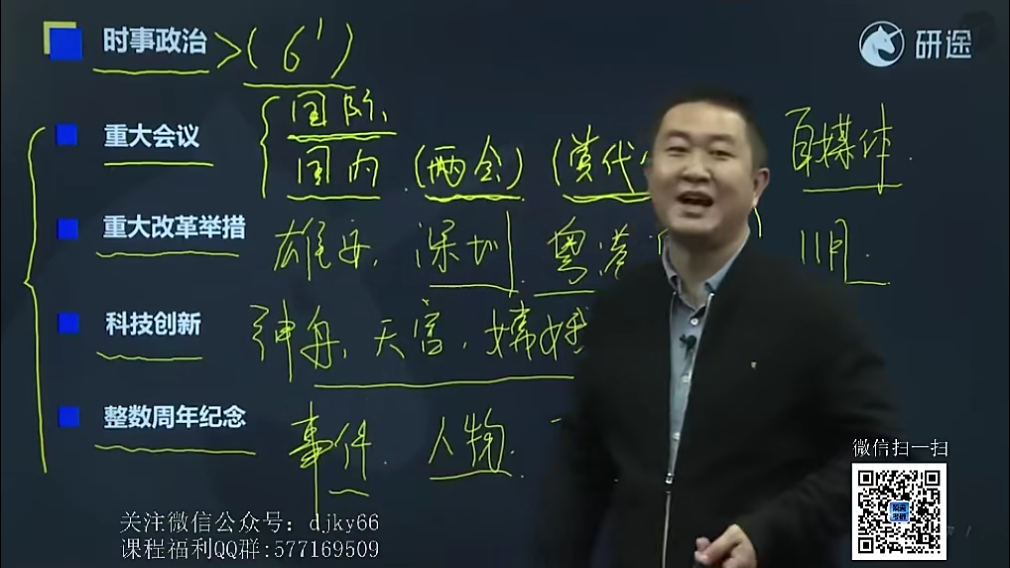 时事政治 >(6')
研途
国际.
重大会议
国内 (两会) (党代
自媒体.
重大改革举措
雄安. 深圳 粤港
11月.
科技创新
神舟. 天宫. 嫦娥
整数周年纪念
事件. 人物.
微信扫一扫
关注微信公众号：djky66
课程福利QQ群:577169509